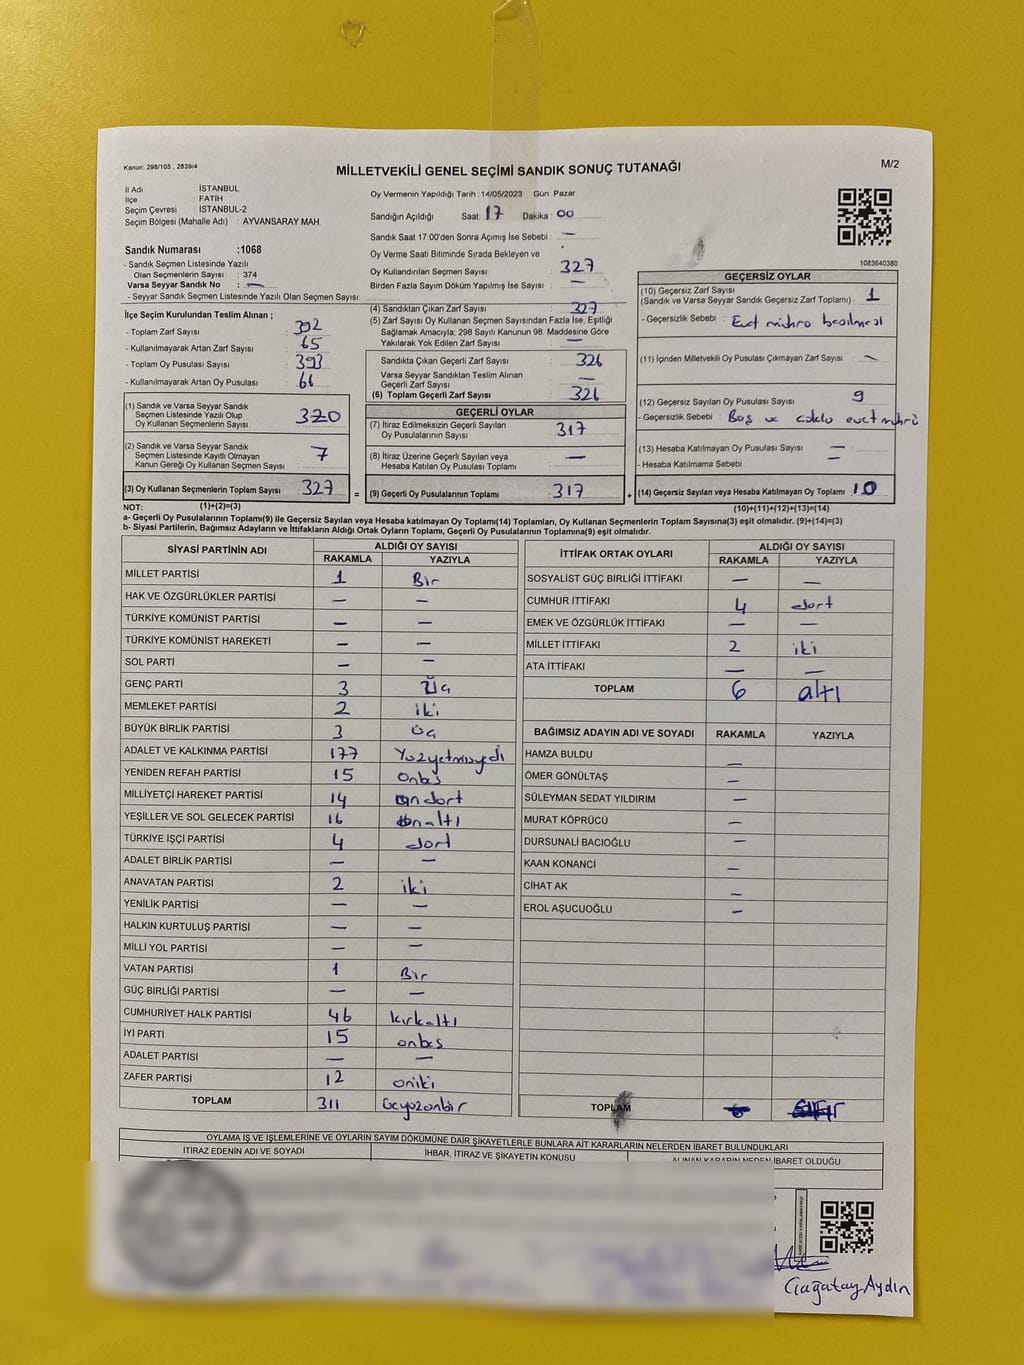 Kanun: 298/105 , 2839/4
MİLLETVEKİLİ GENEL SEÇİMİ SANDIK SONUÇ TUTANAĞI
M/2
İl Adı : İSTANBUL
İlçe : FATİH
Seçim Çevresi : İSTANBUL-2
Seçim Bölgesi (Mahalle Adı) : AYVANSARAY MAH.
Sandık Numarası :1068
- Sandık Seçmen Listesinde Yazılı
Olan Seçmenlerin Sayısı : 374
Varsa Seyyar Sandık No : —
- Seyyar Sandık Seçmen Listesinde Yazılı Olan Seçmen Sayısı:
Oy Vermenin Yapıldığı Tarih : 14/05/2023 Gün: Pazar
Sandığın Açıldığı Saat: 17 Dakika : 00
Sandık Saat 17:00'den Sonra Açımış İse Sebebi : —
Oy Verme Saati Bitiminde Sırada Bekleyen ve
Oy Kullandırılan Seçmen Sayısı : 327
Birden Fazla Sayım Döküm Yapılmış İse Sayısı : —
1083640380
İlçe Seçim Kurulundan Teslim Alınan ;
- Toplam Zarf Sayısı : 392
- Kullanılmayarak Artan Zarf Sayısı : 65
- Toplam Oy Pusulası : 393
- Kullanılmayarak Artan Oy Pusulası : 66
(1) Sandık ve Varsa Seyyar Sandık
Seçmen Listesinde Yazılı Olup
Oy Kullanan Seçmenlerin Sayısı : 320
(2) Sandık ve Varsa Seyyar Sandık
Seçmen Listesinde Kayıtlı Olmayan
Kanun Gereği Oy Kullanan Seçmen Sayısı : 7
(3) Oy Kullanan Seçmenlerin Toplam Sayısı : 327
(4) Sandıktan Çıkan Zarf Sayısı : 327
(5) Zarf Sayısı Oy Kullanan Seçmen Sayısından Fazla İse, Eşitliği
Sağlamak Amacıyla; 298 Sayılı Kanunun 98. Maddesine Göre
Yakılarak Yok Edilen Zarf Sayısı : —
Sandıkta Çıkan Geçerli Zarf Sayısı : 326
Varsa Seyyar Sandıktan Teslim Alınan
Geçerli Zarf Sayısı : —
(6) Toplam Geçerli Zarf Sayısı : 326
GEÇERLİ OYLAR
(7) İtiraz Edilmeksizin Geçerli Sayılan
Oy Pusulalarının Sayısı : 317
(8) İtiraz Üzerine Geçerli Sayılan veya
Hesaba Katılan Oy Pusulası Toplamı : —
= (9) Geçerli Oy Pusulalarının Toplamı : 317
GEÇERSİZ OYLAR
(10) Geçersiz Zarf Sayısı
(Sandık ve Varsa Seyyar Sandık Geçersiz Zarf Toplamı) : 1
- Geçersizlik Sebebi : Evet mührü basılması
(11) İçinden Milletvekili Oy Pusulası Çıkmayan Zarf Sayısı : —
(12) Geçersiz Sayılan Oy Pusulası Sayısı : 9
- Geçersizlik Sebebi : Boş ve evet mührü
(13) Hesaba Katılmayan Oy Pusulası Sayısı : —
- Hesaba Katılmama Sebebi : —
+ (14) Geçersiz Sayılan veya Hesaba Katılmayan Oy Toplamı : 10
NOT: (1)+(2)=(3)
(10)+(11)+(12)+(13)=(14)
a- Geçerli Oy Pusulalarının Toplamı(9) ile Geçersiz Sayılan veya Hesaba katılmayan Oy Toplamı(14) Toplamları, Oy Kullanan Seçmenlerin Toplam Sayısına(3) eşit olmalıdır. (9)+(14)=(3)
b- Siyasi Partilerin, Bağımsız Adayların ve İttifakların Aldığı Ortak Oyların Toplamı, Geçerli Oy Pusulalarının Toplamına(9) eşit olmalıdır.
SİYASİ PARTİNİN ADI ALDIĞI OY SAYISI
RAKAMLA YAZIYLA
MİLLET PARTİSİ 1 Bir
HAK VE ÖZGÜRLÜKLER PARTİSİ — —
TÜRKİYE KOMÜNİST PARTİSİ — —
TÜRKİYE KOMÜNİST HAREKETİ — —
SOL PARTİ — —
GENÇ PARTİ 3 Üç
MEMLEKET PARTİSİ 2 iki
BÜYÜK BİRLİK PARTİSİ 3 üç
ADALET VE KALKINMA PARTİSİ 177 Yüzyetmişyedi
YENİDEN REFAH PARTİSİ 15 onbeş
MİLLİYETÇİ HAREKET PARTİSİ 14 ondört
YEŞİLLER VE SOL GELECEK PARTİSİ 16 onaltı
TÜRKİYE İŞÇİ PARTİSİ 4 dört
ADALET BİRLİK PARTİSİ — —
ANAVATAN PARTİSİ 2 iki
YENİLİK PARTİSİ — —
HALKIN KURTULUŞ PARTİSİ — —
MİLLİ YOL PARTİSİ — —
VATAN PARTİSİ 1 Bir
GÜÇ BİRLİĞİ PARTİSİ — —
CUMHURİYET HALK PARTİSİ 46 kırkaltı
İYİ PARTİ 15 onbeş
ADALET PARTİSİ — —
ZAFER PARTİSİ 12 oniki
TOPLAM 311 üçyüzonbir
İTTİFAK ORTAK OYLARI ALDIĞI OY SAYISI
RAKAMLA YAZIYLA
SOSYALİST GÜÇ BİRLİĞİ İTTİFAKI — —
CUMHUR İTTİFAKI 4 dört
EMEK VE ÖZGÜRLÜK İTTİFAKI — —
MİLLET İTTİFAKI 2 iki
ATA İTTİFAKI — —
TOPLAM 6 altı
BAĞIMSIZ ADAYIN ADI VE SOYADI RAKAMLA YAZIYLA
HAMZA BULDU —
ÖMER GÖNÜLTAŞ —
SÜLEYMAN SEDAT YILDIRIM —
MURAT KÖPRÜCÜ —
DURSUNALİ BACIOĞLU —
KAAN KONANCİ —
CİHAT AK —
EROL AŞUCUOĞLU —
TOPLAM
OYLAMA İŞ VE İŞLEMLERİNE VE OYLARIN SAYIM DÖKÜMÜNE DAİR ŞİKAYETLERLE BUNLARA AİT KARARLARIN NELERDEN İBARET BULUNDUKLARI
İTİRAZ EDENİN ADI VE SOYADI İHBAR, İTİRAZ VE ŞİKAYETİN KONUSU ALINAN KARARIN NEDEN İBARET OLDUĞU
Çağatay Aydın